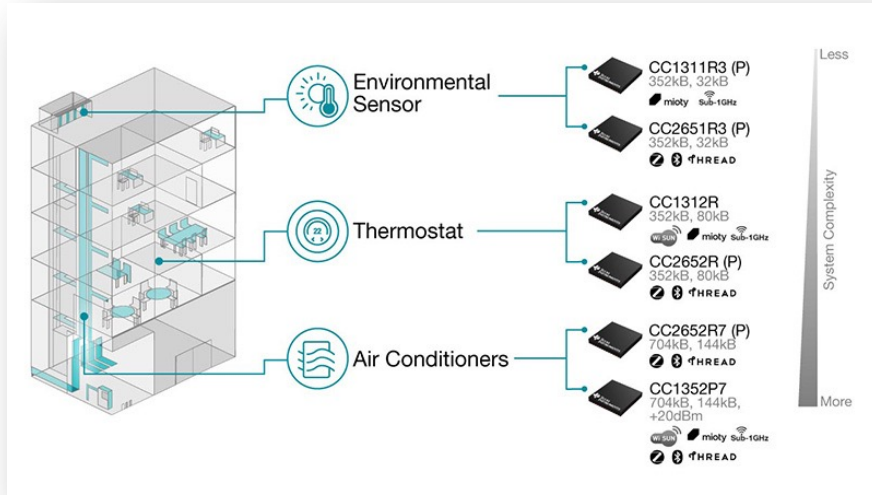 Environmental
Sensor
CC1311R3 (P)
352kB, 32kB
mioty Sub-1GHz
CC2651R3 (P)
352kB, 32kB
THREAD
22
Thermostat
CC1312R
352kB, 80kB
Wi SUN mioty Sub-1GHz
CC2652R (P)
352kB, 80kB
THREAD
Air Conditioners
CC2652R7 (P)
704kB, 144kB
THREAD
CC1352P7
704kB, 144kB,
+20dBm
Wi SUN mioty Sub-1GHz
THREAD
Less
System Complexity
More